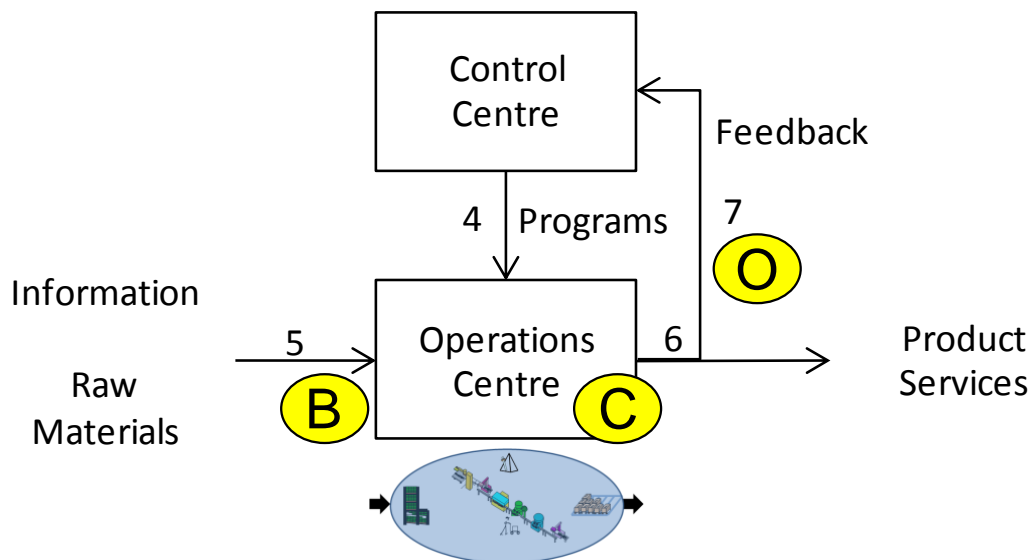 Control
Centre
Feedback
4
Programs
7
O
Information
5
Operations
Centre
6
Product
Services
Raw
Materials
B
C